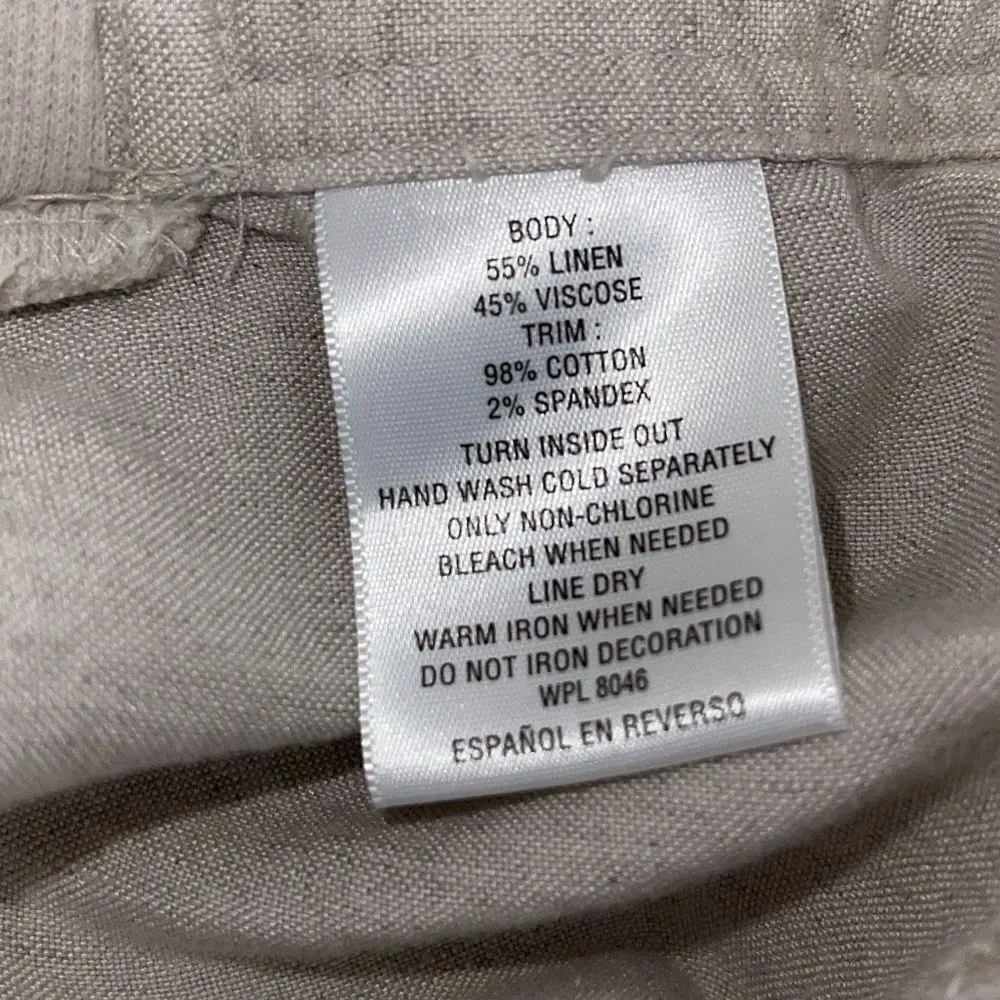 BODY :
55% LINEN
45% VISCOSE
TRIM :
98% COTTON
2% SPANDEX
TURN INSIDE OUT
HAND WASH COLD SEPARATELY
ONLY NON-CHLORINE
BLEACH WHEN NEEDED
LINE DRY
WARM IRON WHEN NEEDED
DO NOT IRON DECORATION
WPL 8046
ESPAÑOL EN REVERSO